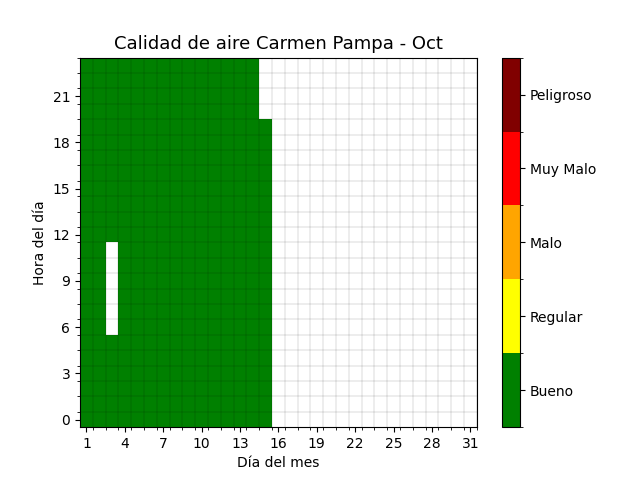 Calidad de aire Carmen Pampa - Oct
21
18
15
12
9
6
3
0
Hora del día
1 4 7 10 13 16 19 22 25 28 31
Día del mes
Peligroso
Muy Malo
Malo
Regular
Bueno